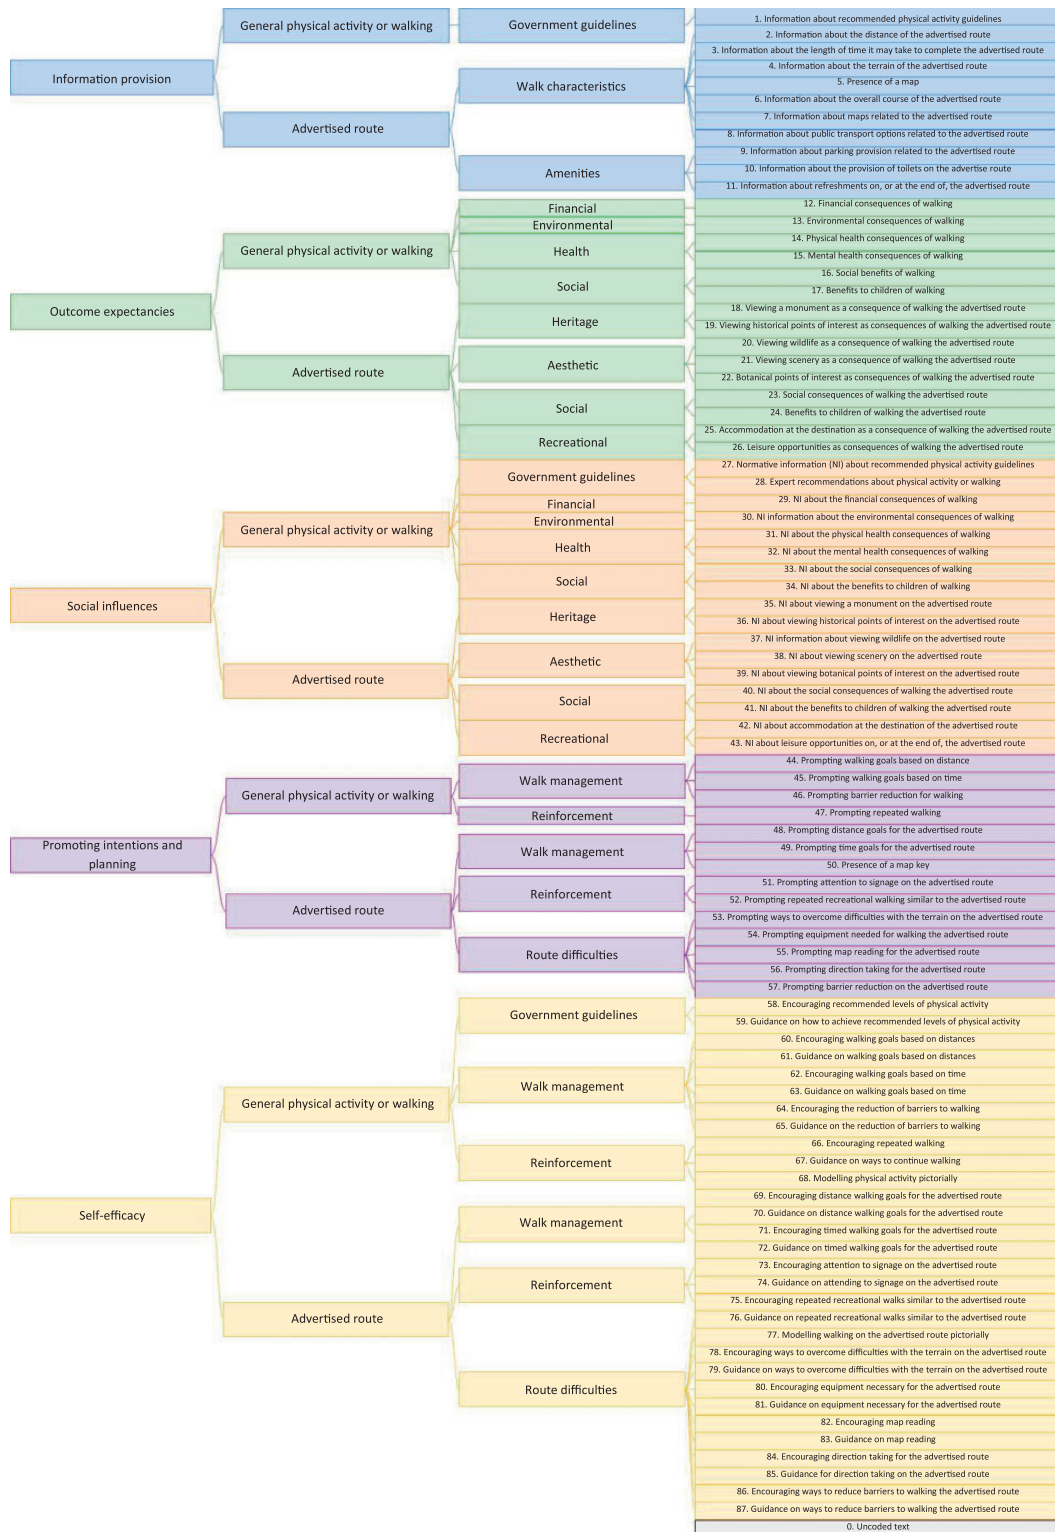 Information provision
General physical activity or walking
Government guidelines
1. Information about recommended physical activity guidelines
Advertised route
Walk characteristics
2. Information about the distance of the advertised route
3. Information about the length of time it may take to complete the advertised route
4. Information about the terrain of the advertised route
5. Presence of a map
6. Information about the overall course of the advertised route
7. Information about maps related to the advertised route
8. Information about public transport options related to the advertised route
Amenities
9. Information about parking provision related to the advertised route
10. Information about the provision of toilets on the advertise route
11. Information about refreshments on, or at the end of, the advertised route
Outcome expectancies
General physical activity or walking
Financial
12. Financial consequences of walking
Environmental
13. Environmental consequences of walking
Health
14. Physical health consequences of walking
15. Mental health consequences of walking
Social
16. Social benefits of walking
17. Benefits to children of walking
Advertised route
Heritage
18. Viewing a monument as a consequence of walking the advertised route
19. Viewing historical points of interest as consequences of walking the advertised route
Aesthetic
20. Viewing wildlife as a consequence of walking the advertised route
21. Viewing scenery as a consequence of walking the advertised route
22. Botanical points of interest as consequences of walking the advertised route
Social
23. Social consequences of walking the advertised route
24. Benefits to children of walking the advertised route
Recreational
25. Accommodation at the destination as a consequence of walking the advertised route
26. Leisure opportunities as consequences of walking the advertised route
Social influences
General physical activity or walking
Government guidelines
27. Normative information (NI) about recommended physical activity guidelines
28. Expert recommendations about physical activity or walking
Financial
29. NI about the financial consequences of walking
Environmental
30. NI information about the environmental consequences of walking
Health
31. NI about the physical health consequences of walking
32. NI about the mental health consequences of walking
Social
33. NI about the social consequences of walking
34. NI about the benefits to children of walking
Advertised route
Heritage
35. NI about viewing a monument on the advertised route
36. NI about viewing historical points of interest on the advertised route
Aesthetic
37. NI information about viewing wildlife on the advertised route
38. NI about viewing scenery on the advertised route
39. NI about viewing botanical points of interest on the advertised route
Social
40. NI about the social consequences of walking the advertised route
41. NI about the benefits to children of walking the advertised route
Recreational
42. NI about accommodation at the destination of the advertised route
43. NI about leisure opportunities on, or at the end of, the advertised route
Promoting intentions and
planning
General physical activity or walking
Walk management
44. Prompting walking goals based on distance
45. Prompting walking goals based on time
46. Prompting barrier reduction for walking
Reinforcement
47. Prompting repeated walking
Advertised route
Walk management
48. Prompting distance goals for the advertised route
49. Prompting time goals for the advertised route
50. Presence of a map key
Reinforcement
51. Prompting attention to signage on the advertised route
52. Prompting repeated recreational walking similar to the advertised route
Route difficulties
53. Prompting ways to overcome difficulties with the terrain on the advertised route
54. Prompting equipment needed for walking the advertised route
55. Prompting map reading for the advertised route
56. Prompting direction taking for the advertised route
57. Prompting barrier reduction on the advertised route
Self-efficacy
General physical activity or walking
Government guidelines
58. Encouraging recommended levels of physical activity
59. Guidance on how to achieve recommended levels of physical activity
Walk management
60. Encouraging walking goals based on distances
61. Guidance on walking goals based on distances
62. Encouraging walking goals based on time
63. Guidance on walking goals based on time
64. Encouraging the reduction of barriers to walking
65. Guidance on the reduction of barriers to walking
Reinforcement
66. Encouraging repeated walking
67. Guidance on ways to continue walking
68. Modelling physical activity pictorially
Advertised route
Walk management
69. Encouraging distance walking goals for the advertised route
70. Guidance on distance walking goals for the advertised route
71. Encouraging timed walking goals for the advertised route
72. Guidance on timed walking goals for the advertised route
Reinforcement
73. Encouraging attention to signage on the advertised route
74. Guidance on attending to signage on the advertised route
75. Encouraging repeated recreational walks similar to the advertised route
76. Guidance on repeated recreational walks similar to the advertised route
77. Modelling walking on the advertised route pictorially
Route difficulties
78. Encouraging ways to overcome difficulties with the terrain on the advertised route
79. Guidance on ways to overcome difficulties with the terrain on the advertised route
80. Encouraging equipment necessary for the advertised route
81. Guidance on equipment necessary for the advertised route
82. Encouraging map reading
83. Guidance on map reading
84. Encouraging direction taking for the advertised route
85. Guidance for direction taking on the advertised route
86. Encouraging ways to reduce barriers to walking the advertised route
87. Guidance on ways to reduce barriers to walking the advertised route
0. Uncoded text